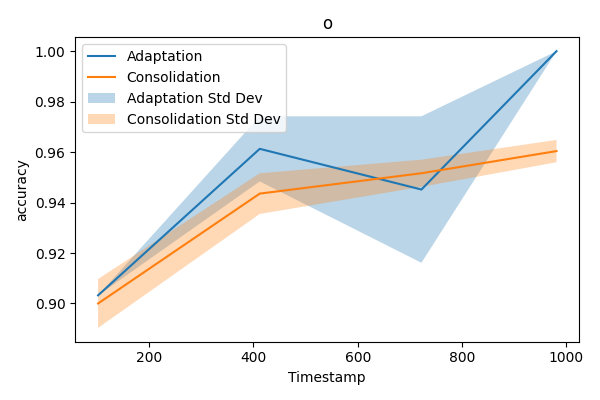 o
1.00
0.98
0.96
0.94
0.92
0.90
accuracy
Adaptation
Consolidation
Adaptation Std Dev
Consolidation Std Dev
200 400 600 800 1000
Timestamp